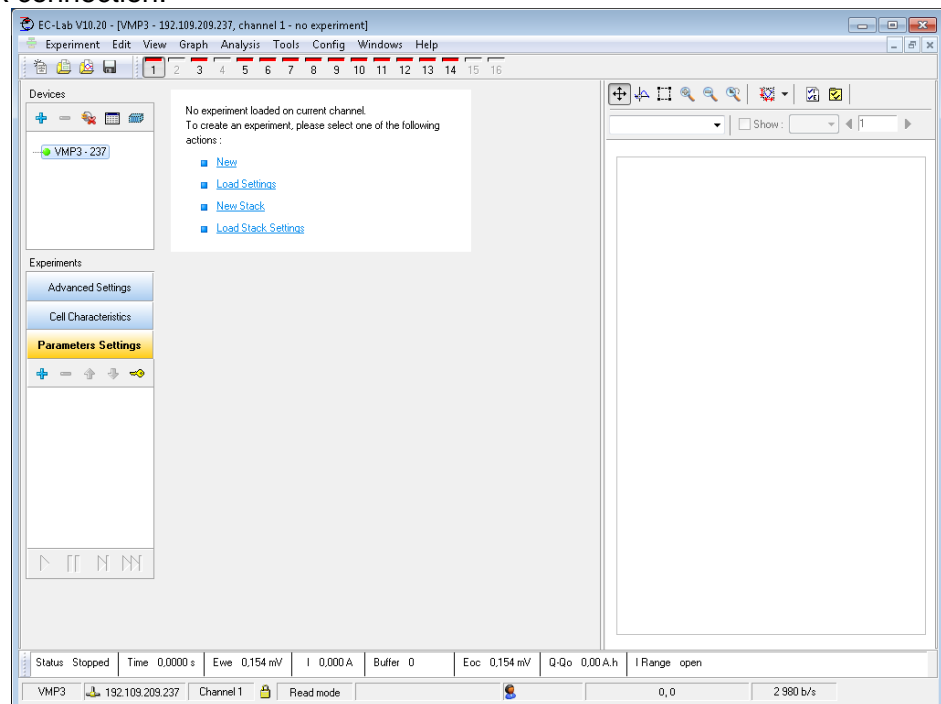 connection.
EC-Lab V10.20 - [VMP3 - 192.109.209.237, channel 1 - no experiment]
Experiment Edit View Graph Analysis Tools Config Windows Help
1 2 3 4 5 6 7 8 9 10 11 12 13 14 15 16
Devices
VMP3 - 237
No experiment loaded on current channel.
To create an experiment, please select one of the following
actions :
New
Load Settings
New Stack
Load Stack Settings
Show :
1
Experiments
Advanced Settings
Cell Characteristics
Parameters Settings
Status Stopped Time 0,0000 s Ewe 0,154 mV I 0,000 A Buffer 0 Eoc 0,154 mV Q-Qo 0,00 A.h I Range open
VMP3 192.109.209.237 Channel 1 Read mode 0, 0 2 980 b/s